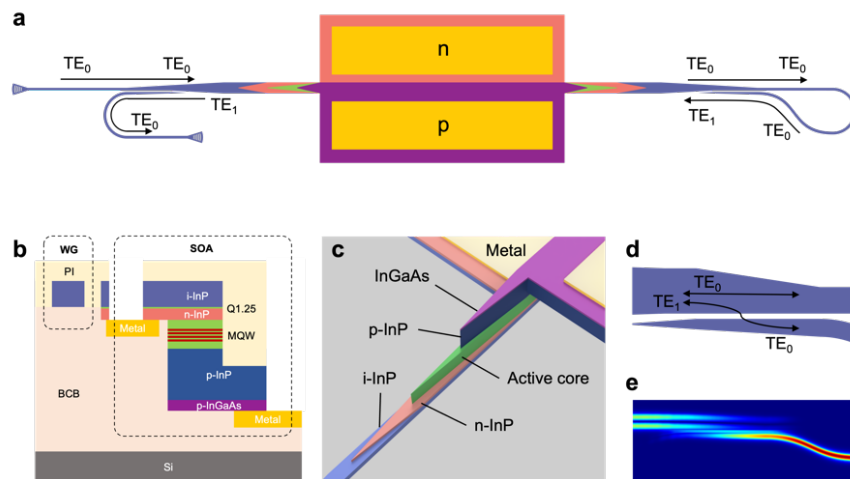 a
n
TE0
TE0
TE0
TE0
TE1
TE0
p
TE1
TE0
b
WG
SOA
PI
i-InP
Q1.25
n-InP
Metal
MQW
p-InP
BCB
p-InGaAs
Metal
Si
c
Metal
InGaAs
p-InP
i-InP
Active core
n-InP
d
TE0
TE1
TE0
e